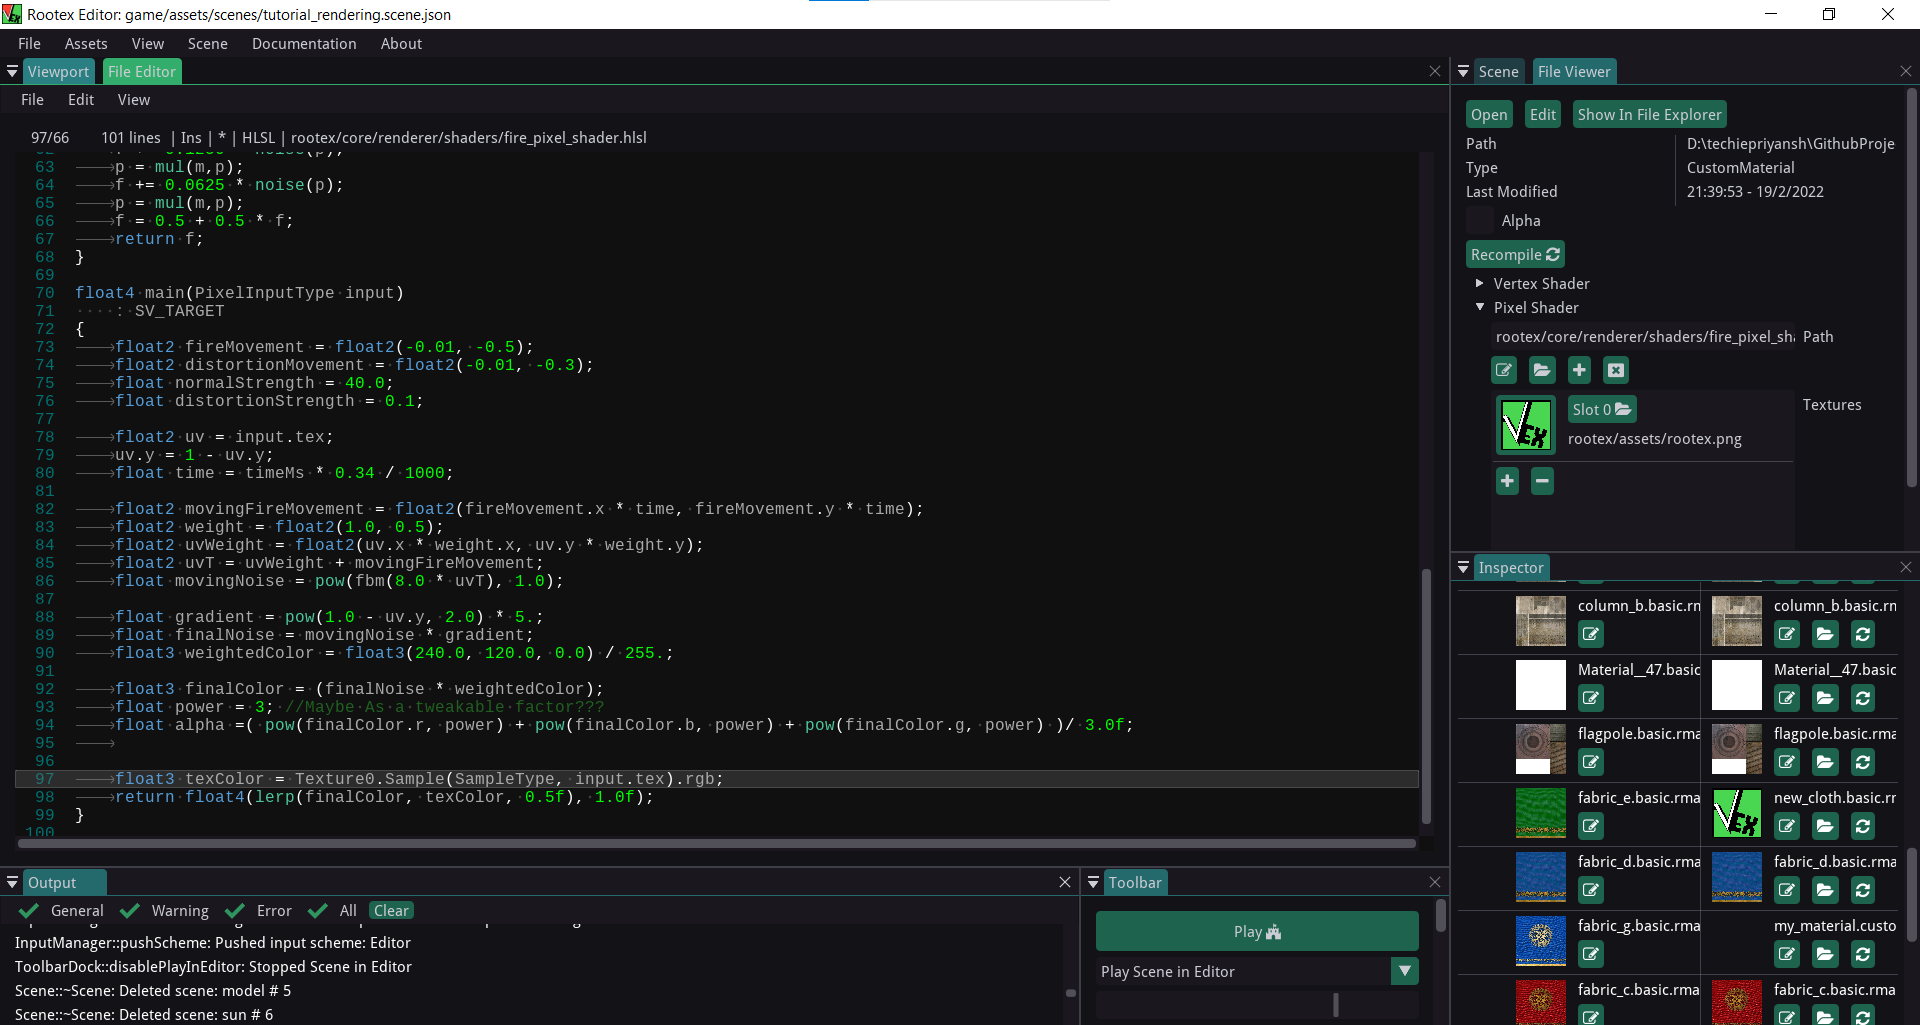 Rootex Editor: game/assets/scenes/tutorial_rendering.scene.json
File Assets View Scene Documentation About
Viewport File Editor
File Edit View
97/66 101 lines | Ins | * | HLSL | rootex/core/renderer/shaders/fire_pixel_shader.hlsl
63 p = mul(m,p);
64 f += 0.0625 * noise(p);
65 p = mul(m,p);
66 f = 0.5 + 0.5 * f;
67 return f;
68 }
69
70 float4 main(PixelInputType input)
71 : SV_TARGET
72 {
73 float2 fireMovement = float2(-0.01, -0.5);
74 float2 distortionMovement = float2(-0.01, -0.3);
75 float normalStrength = 40.0;
76 float distortionStrength = 0.1;
77
78 float2 uv = input.tex;
79 uv.y = 1 - uv.y;
80 float time = timeMs * 0.34 / 1000;
81
82 float2 movingFireMovement = float2(fireMovement.x * time, fireMovement.y * time);
83 float2 weight = float2(1.0, 0.5);
84 float2 uvWeight = float2(uv.x * weight.x, uv.y * weight.y);
85 float2 uvT = uvWeight + movingFireMovement;
86 float movingNoise = pow(fbm(8.0 * uvT), 1.0);
87
88 float gradient = pow(1.0 - uv.y, 2.0) * 5.;
89 float finalNoise = movingNoise * gradient;
90 float3 weightedColor = float3(240.0, 120.0, 0.0) / 255.;
91
92 float3 finalColor = (finalNoise * weightedColor);
93 float power = 3; //Maybe As a tweakable factor???
94 float alpha =( pow(finalColor.r, power) + pow(finalColor.b, power) + pow(finalColor.g, power) )/ 3.0f;
95
96
97 float3 texColor = Texture0.Sample(SampleType, input.tex).rgb;
98 return float4(lerp(finalColor, texColor, 0.5f), 1.0f);
99 }
100
Output
General Warning Error All Clear
InputManager::pushScheme: Pushed input scheme: Editor
ToolbarDock::disablePlayInEditor: Stopped Scene in Editor
Scene::~Scene: Deleted scene: model # 5
Scene::~Scene: Deleted scene: sun # 6
Toolbar
Play
Play Scene in Editor
Scene File Viewer
Open Edit Show In File Explorer
Path D:\techiepriyansh\GithubProje
Type CustomMaterial
Last Modified 21:39:53 - 19/2/2022
Alpha
Recompile
Vertex Shader
Pixel Shader
rootex/core/renderer/shaders/fire_pixel_sha Path
Slot 0 Textures
rootex/assets/rootex.png
Inspector
column_b.basic.rn column_b.basic.rn
Material__47.basic Material__47.basic
flagpole.basic.rma flagpole.basic.rma
fabric_e.basic.rma new_cloth.basic.rr
fabric_d.basic.rma fabric_d.basic.rma
fabric_g.basic.rma my_material.custo
fabric_c.basic.rma fabric_c.basic.rma